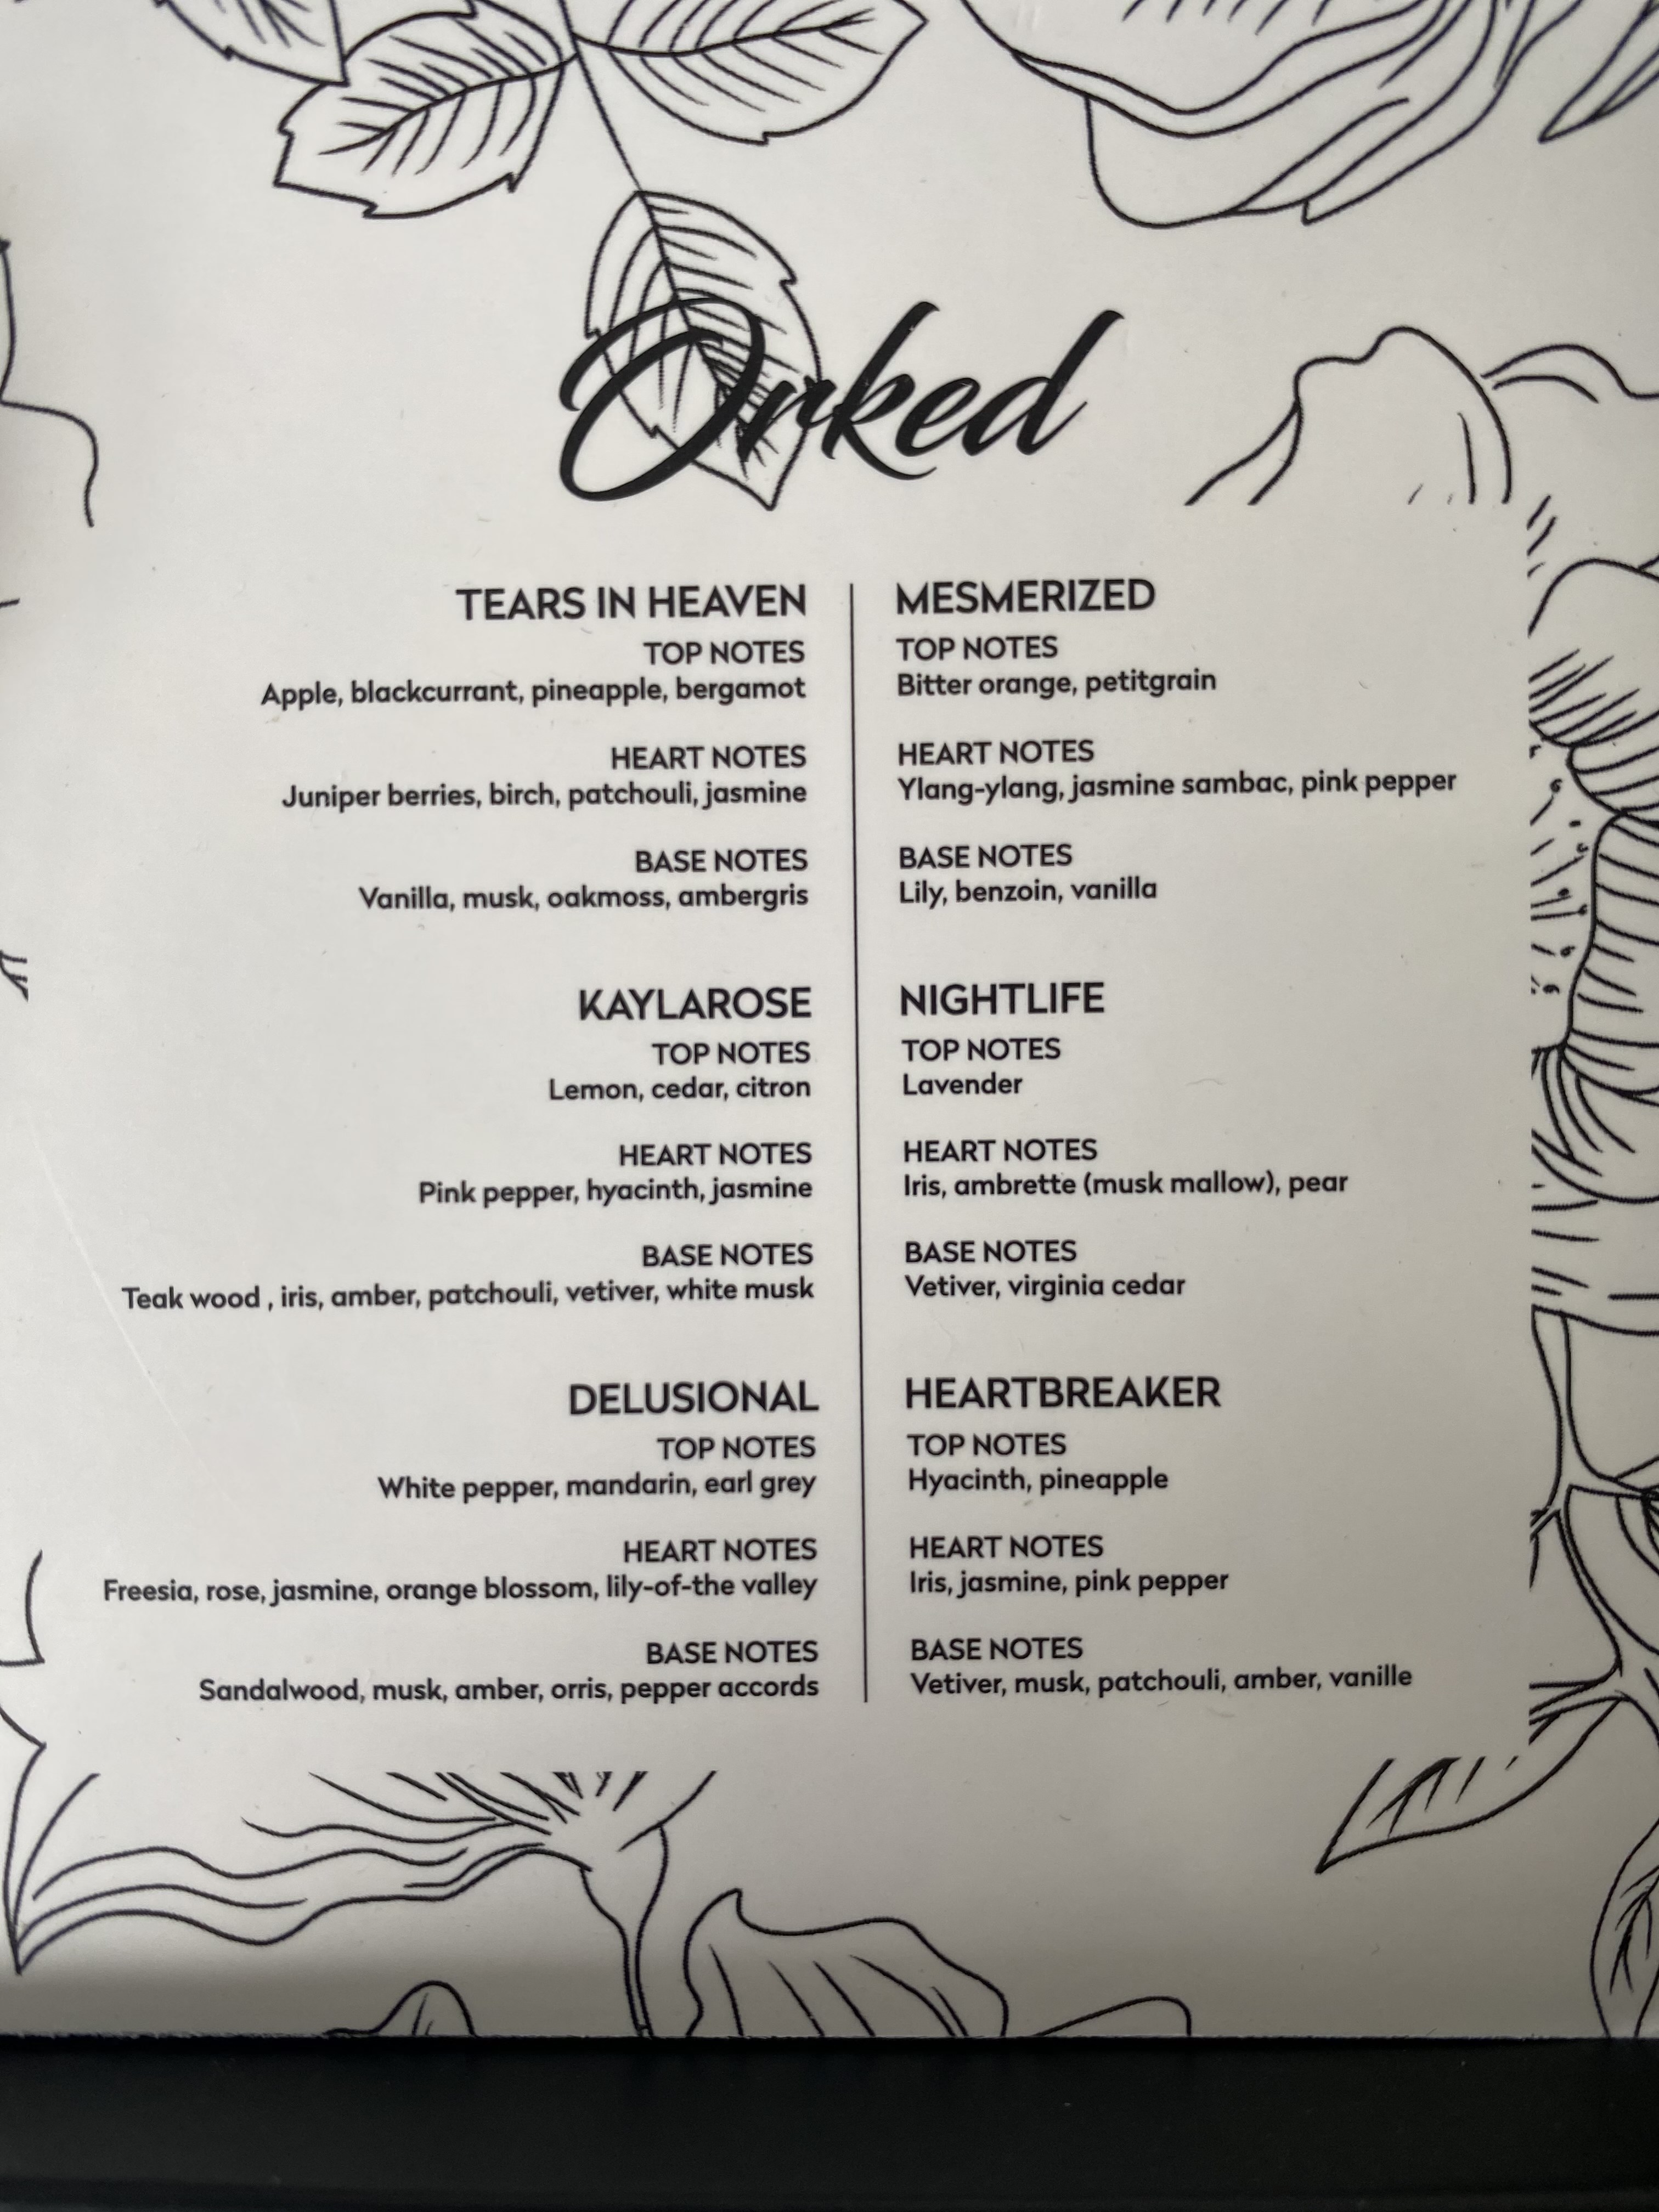 Orked
TEARS IN HEAVEN
TOP NOTES
Apple, blackcurrant, pineapple, bergamot
HEART NOTES
Juniper berries, birch, patchouli, jasmine
BASE NOTES
Vanilla, musk, oakmoss, ambergris
KAYLAROSE
TOP NOTES
Lemon, cedar, citron
HEART NOTES
Pink pepper, hyacinth, jasmine
BASE NOTES
Teak wood , iris, amber, patchouli, vetiver, white musk
DELUSIONAL
TOP NOTES
White pepper, mandarin, earl grey
HEART NOTES
Freesia, rose, jasmine, orange blossom, lily-of-the valley
BASE NOTES
Sandalwood, musk, amber, orris, pepper accords
MESMERIZED
TOP NOTES
Bitter orange, petitgrain
HEART NOTES
Ylang-ylang, jasmine sambac, pink pepper
BASE NOTES
Lily, benzoin, vanilla
NIGHTLIFE
TOP NOTES
Lavender
HEART NOTES
Iris, ambrette (musk mallow), pear
BASE NOTES
Vetiver, virginia cedar
HEARTBREAKER
TOP NOTES
Hyacinth, pineapple
HEART NOTES
Iris, jasmine, pink pepper
BASE NOTES
Vetiver, musk, patchouli, amber, vanille